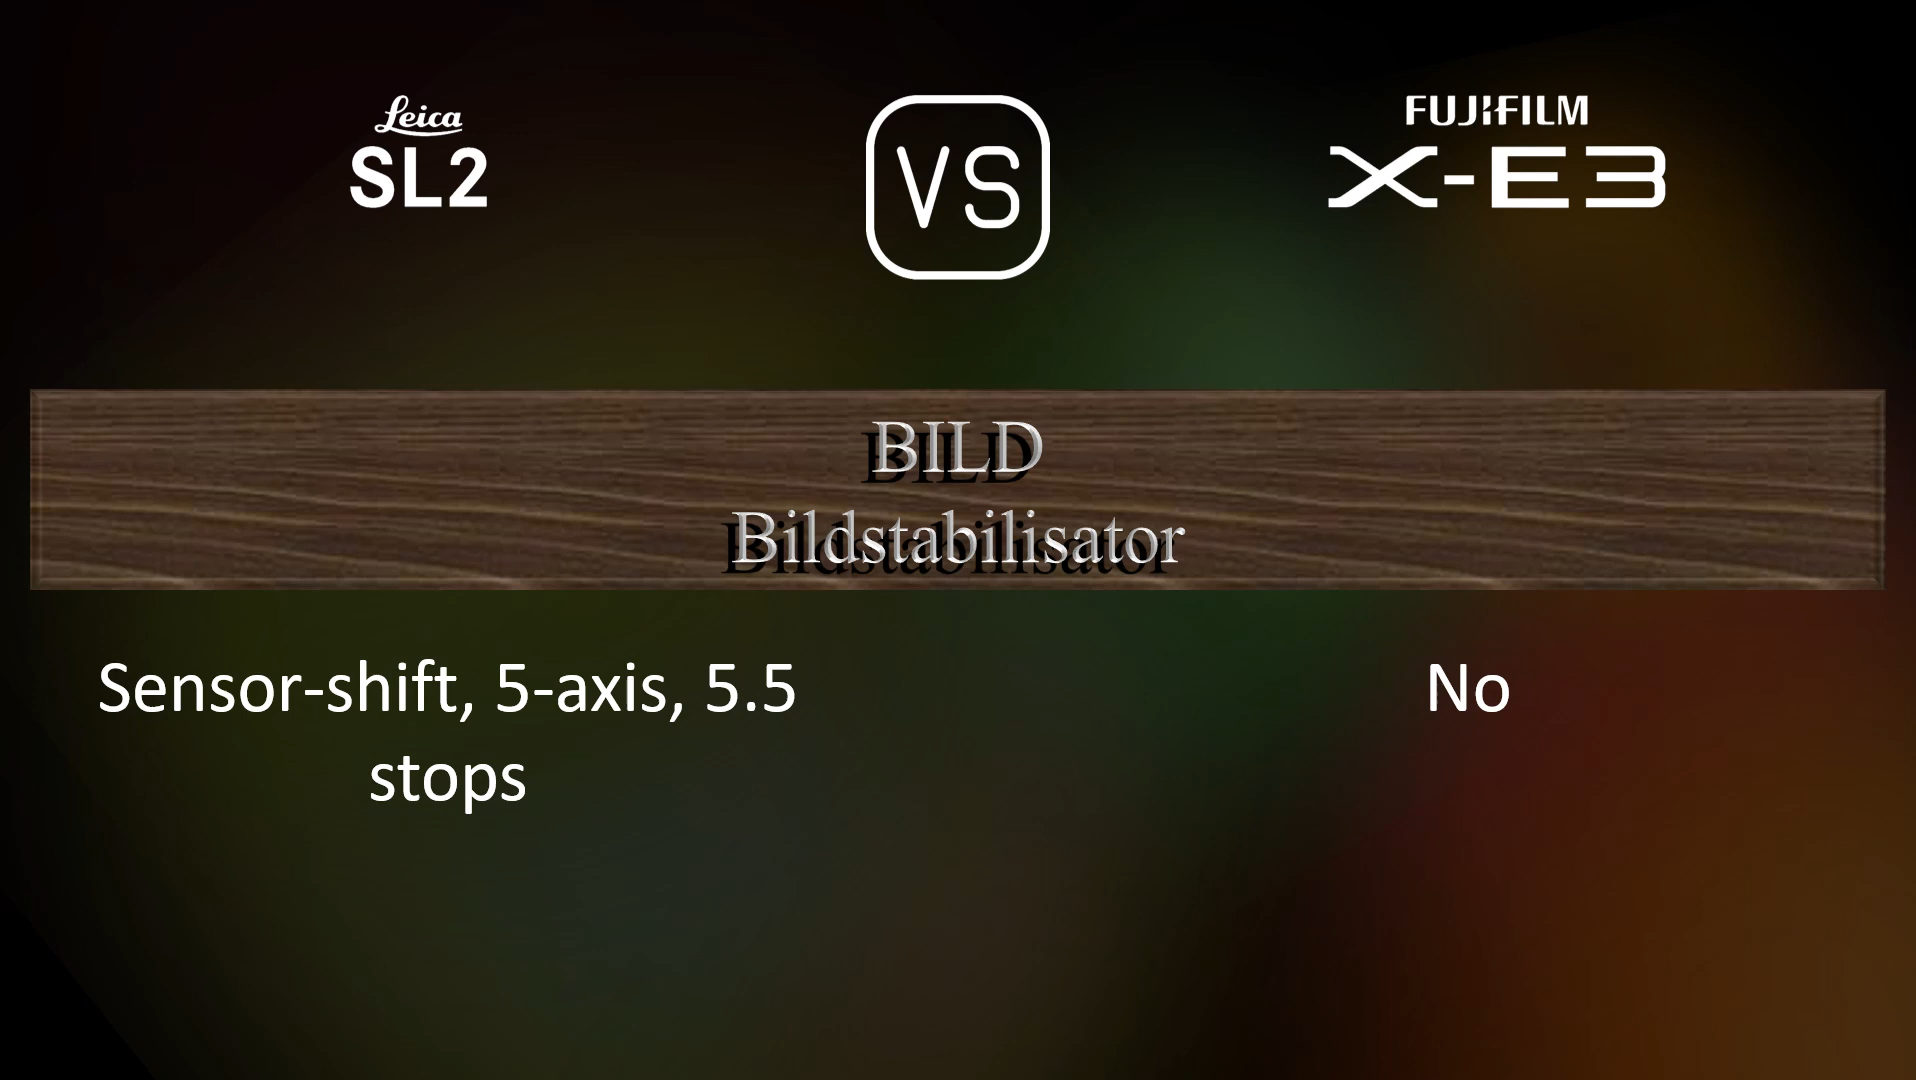 Leica
SL2
VS
FUJIFILM
X-E3
BILD
Bildstabilisator
Sensor-shift, 5-axis, 5.5
stops
No